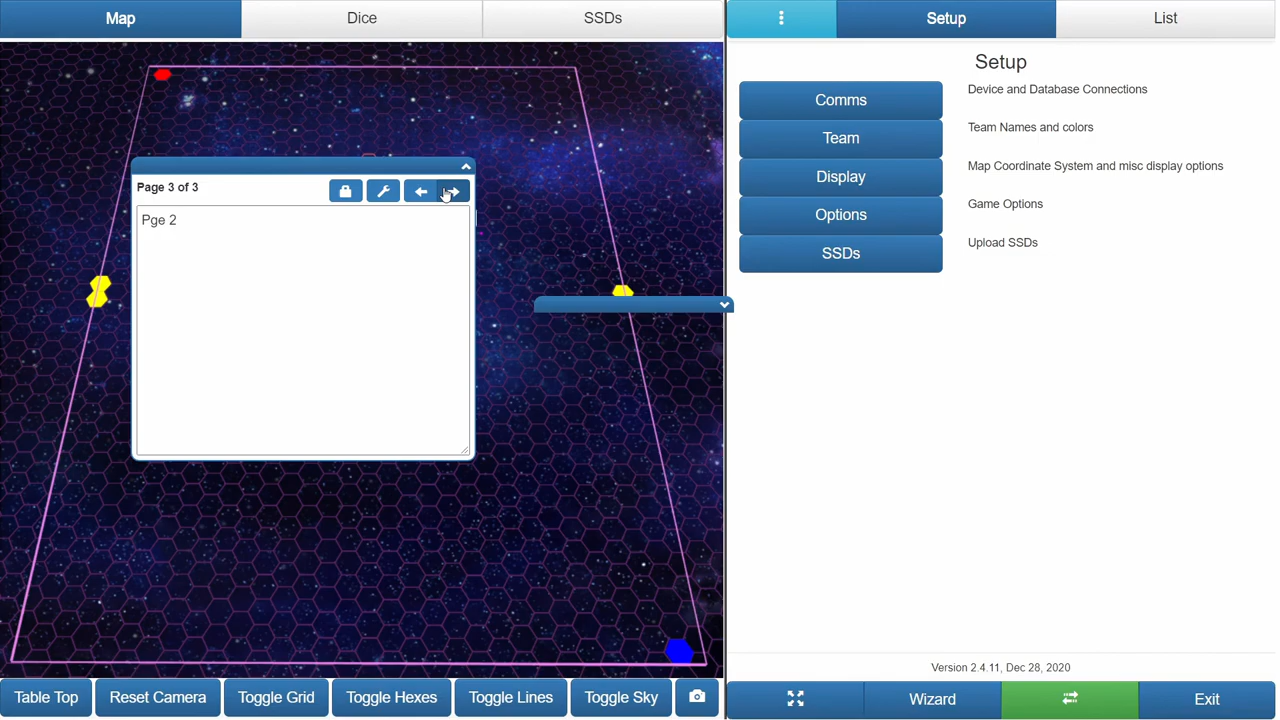 Map
Dice
SSDs
Setup
List
Setup
Comms
Device and Database Connections
Team
Team Names and colors
Display
Map Coordinate System and misc display options
Options
Game Options
SSDs
Upload SSDs
Page 3 of 3
Pge 2
Version 2.4.11, Dec 28, 2020
Table Top
Reset Camera
Toggle Grid
Toggle Hexes
Toggle Lines
Toggle Sky
Wizard
Exit